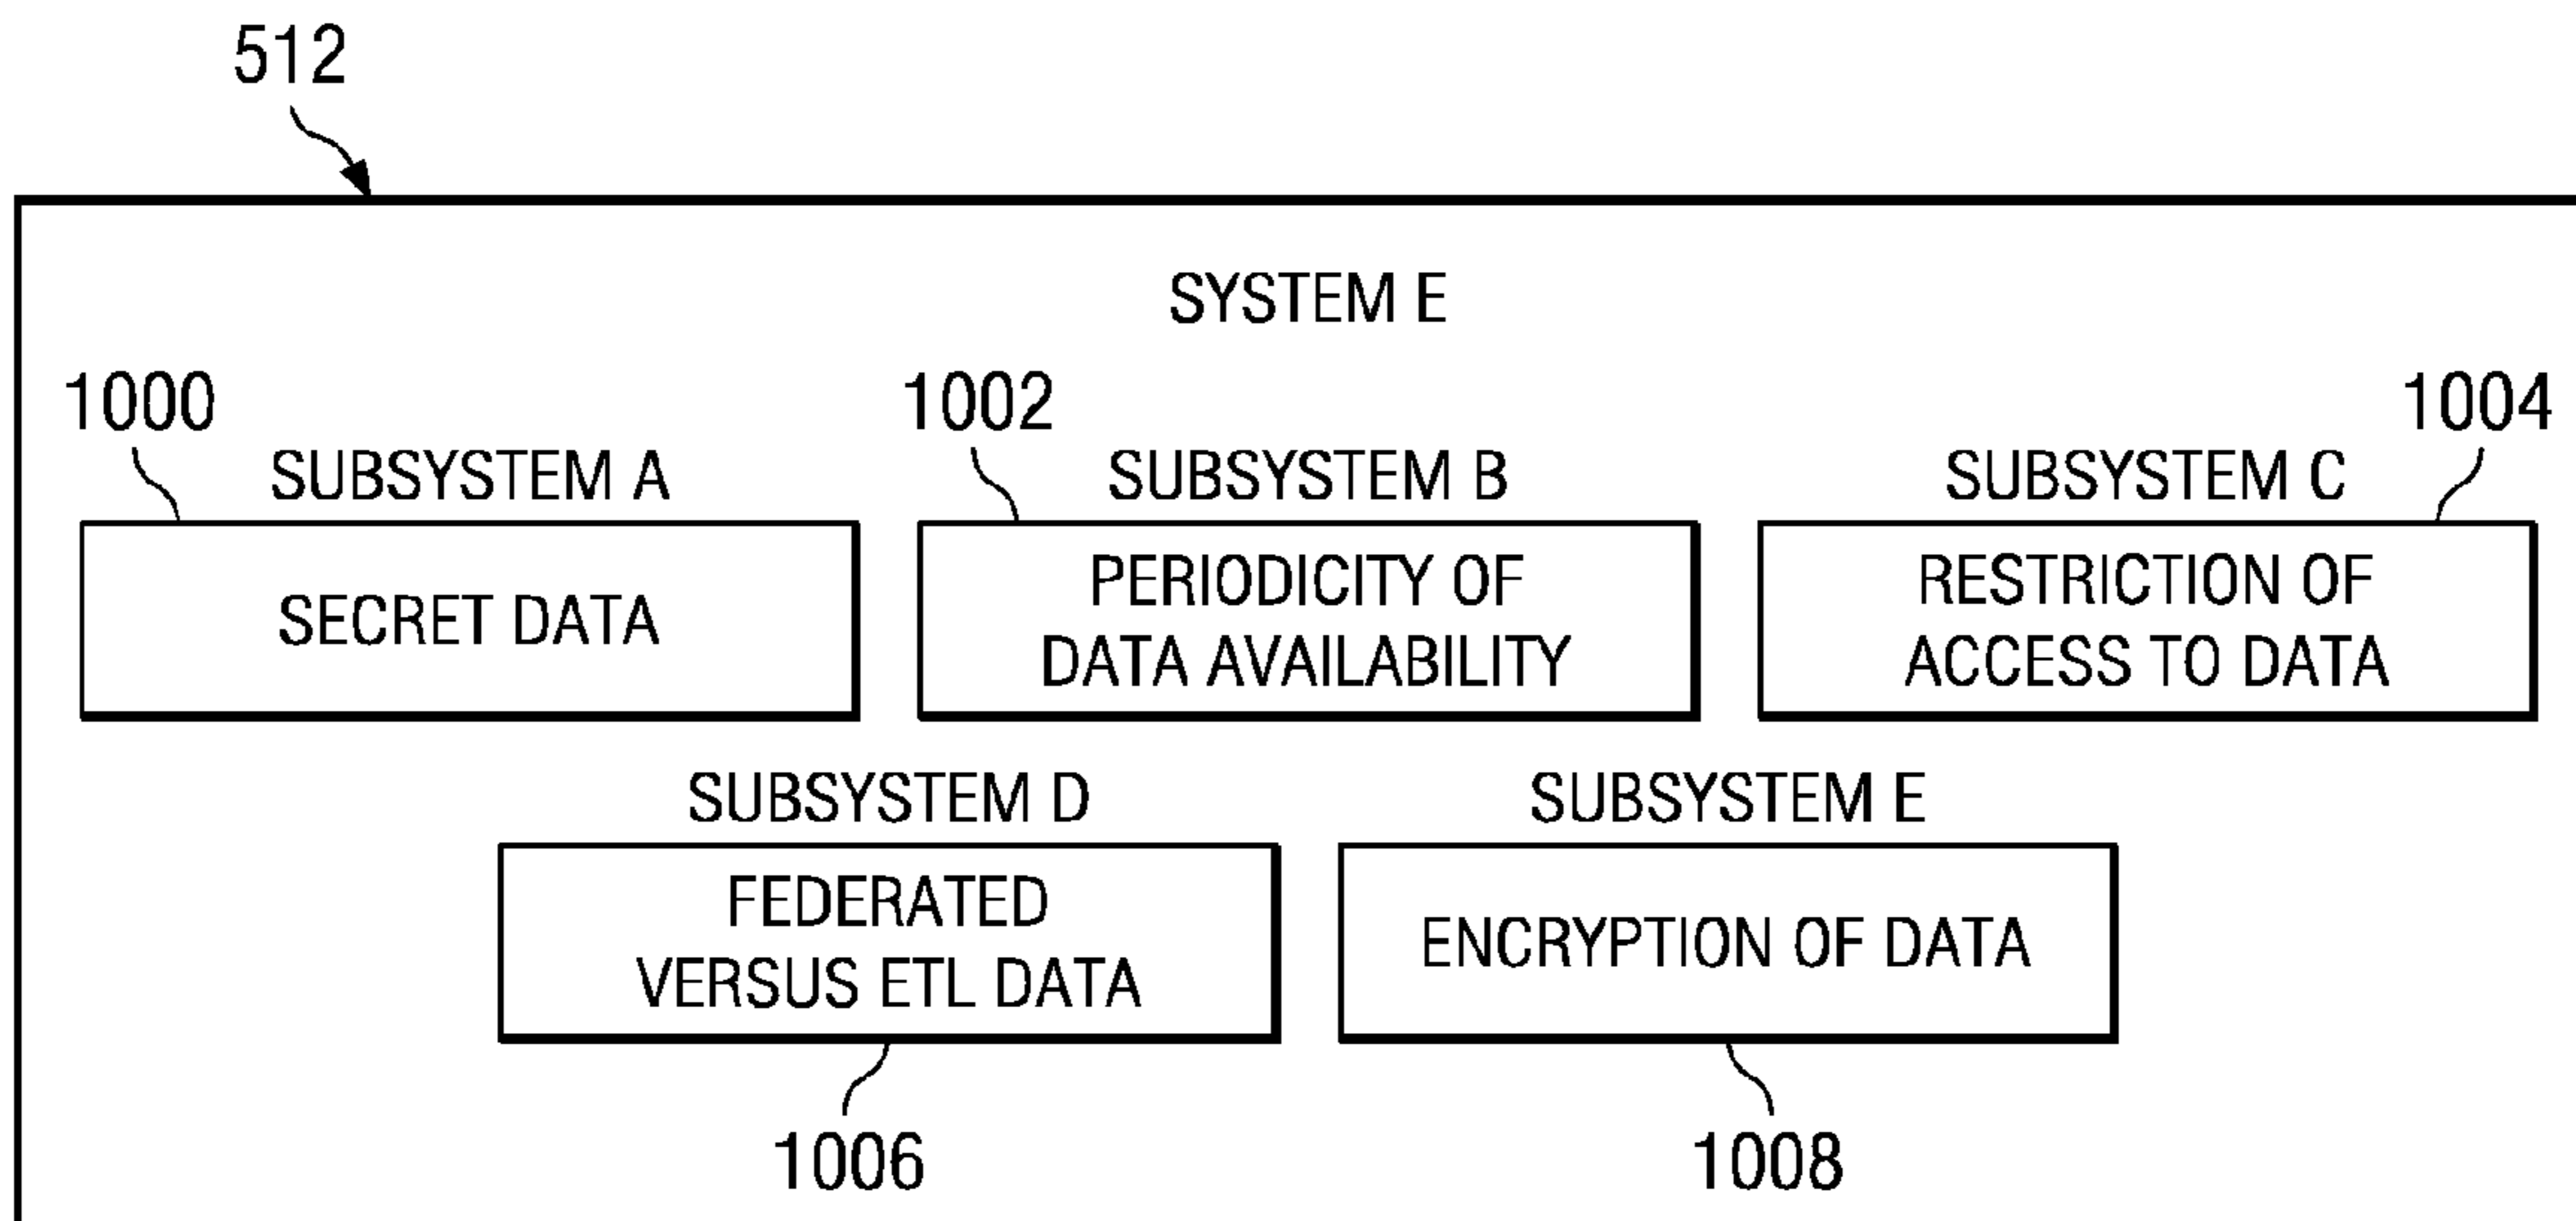 512
SYSTEM E
1000
1002
1004
SUBSYSTEM A
SUBSYSTEM B
SUBSYSTEM C
SECRET DATA
PERIODICITY OF
DATA AVAILABILITY
RESTRICTION OF
ACCESS TO DATA
SUBSYSTEM D
SUBSYSTEM E
FEDERATED
VERSUS ETL DATA
ENCRYPTION OF DATA
1006
1008